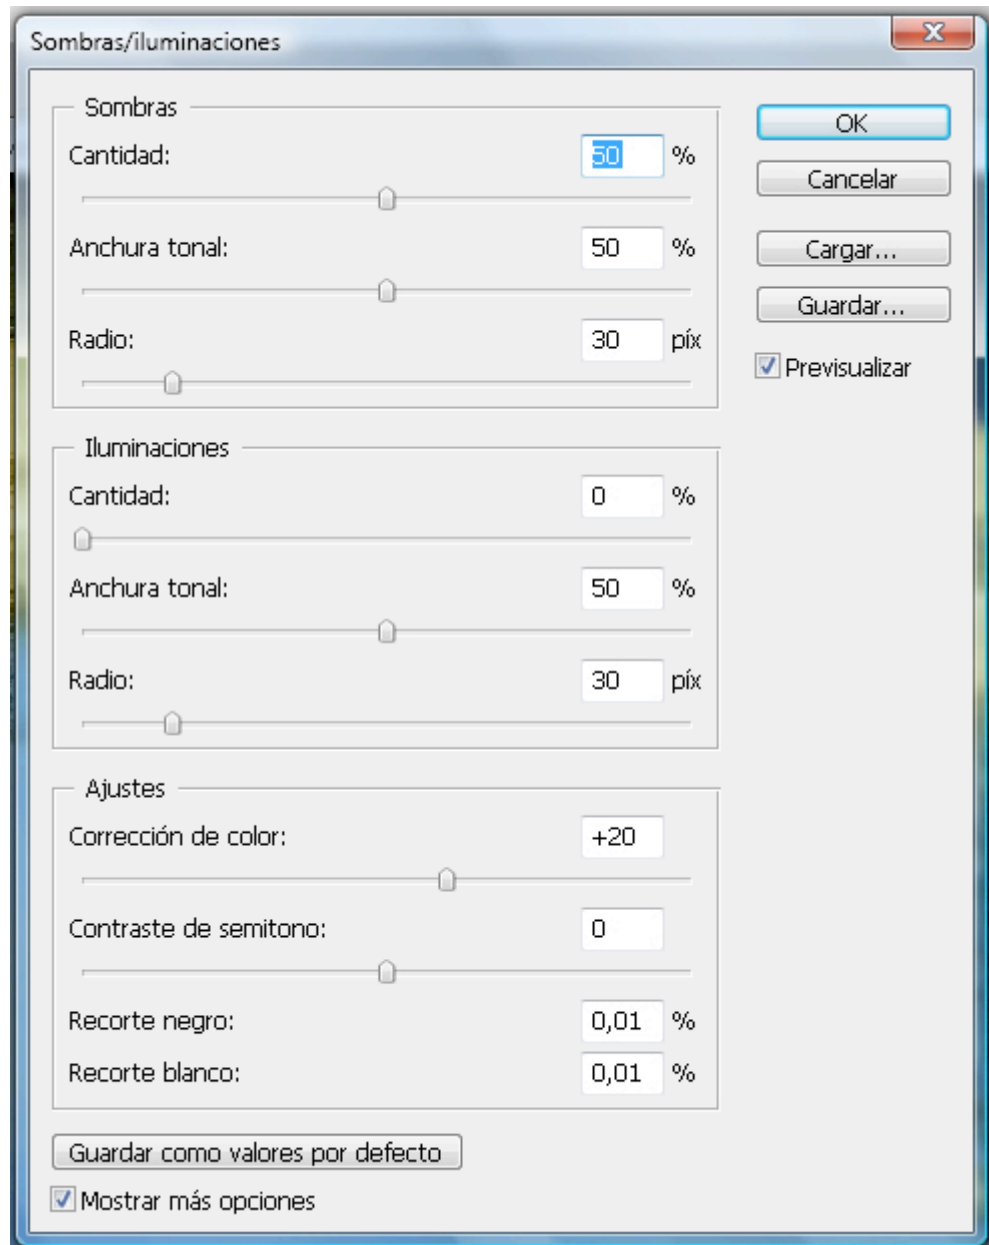 Sombras/iluminaciones
Sombras
Cantidad: 50 %
Anchura tonal: 50 %
Radio: 30 píx
Iluminaciones
Cantidad: 0 %
Anchura tonal: 50 %
Radio: 30 píx
Ajustes
Corrección de color: +20
Contraste de semitono: 0
Recorte negro: 0,01 %
Recorte blanco: 0,01 %
Guardar como valores por defecto
Mostrar más opciones
OK
Cancelar
Cargar...
Guardar...
Previsualizar